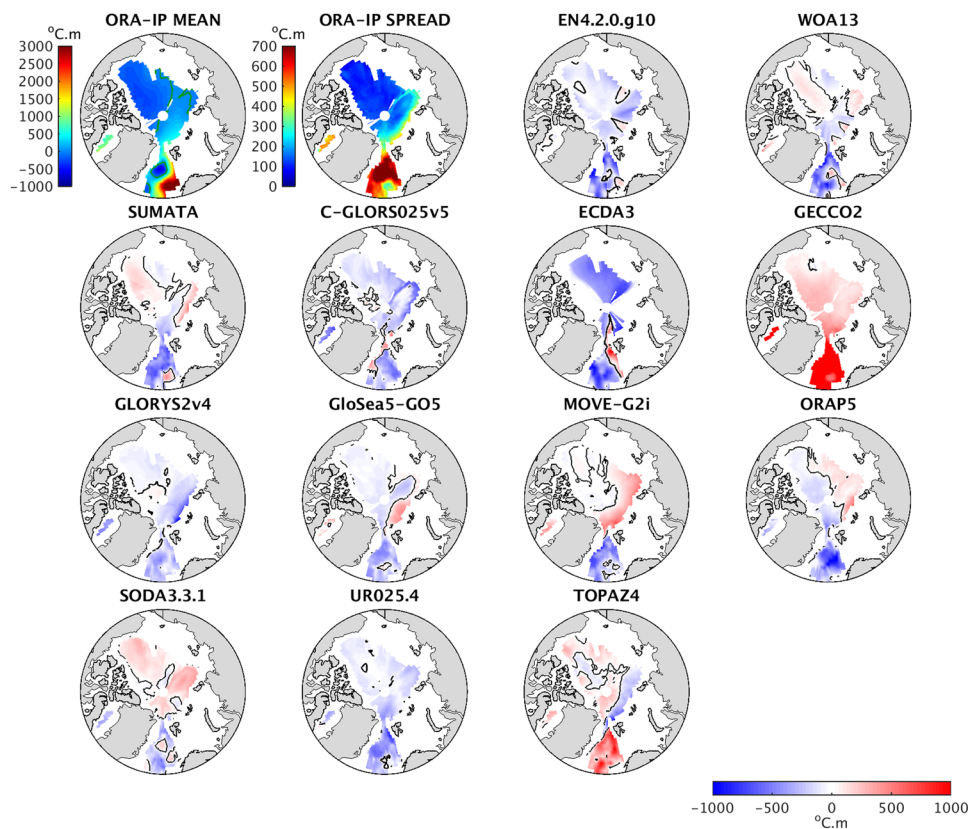 ORA-IP MEAN
ORA-IP SPREAD
EN4.2.0.g10
WOA13
°C.m
3000
2500
2000
1500
1000
500
0
−500
−1000
°C.m
700
600
500
400
300
200
100
0
SUMATA
C-GLORS025v5
ECDA3
GECCO2
GLORYS2v4
GloSea5-GO5
MOVE-G2i
ORAP5
SODA3.3.1
UR025.4
TOPAZ4
−1000 −500 0 500 1000
°C.m